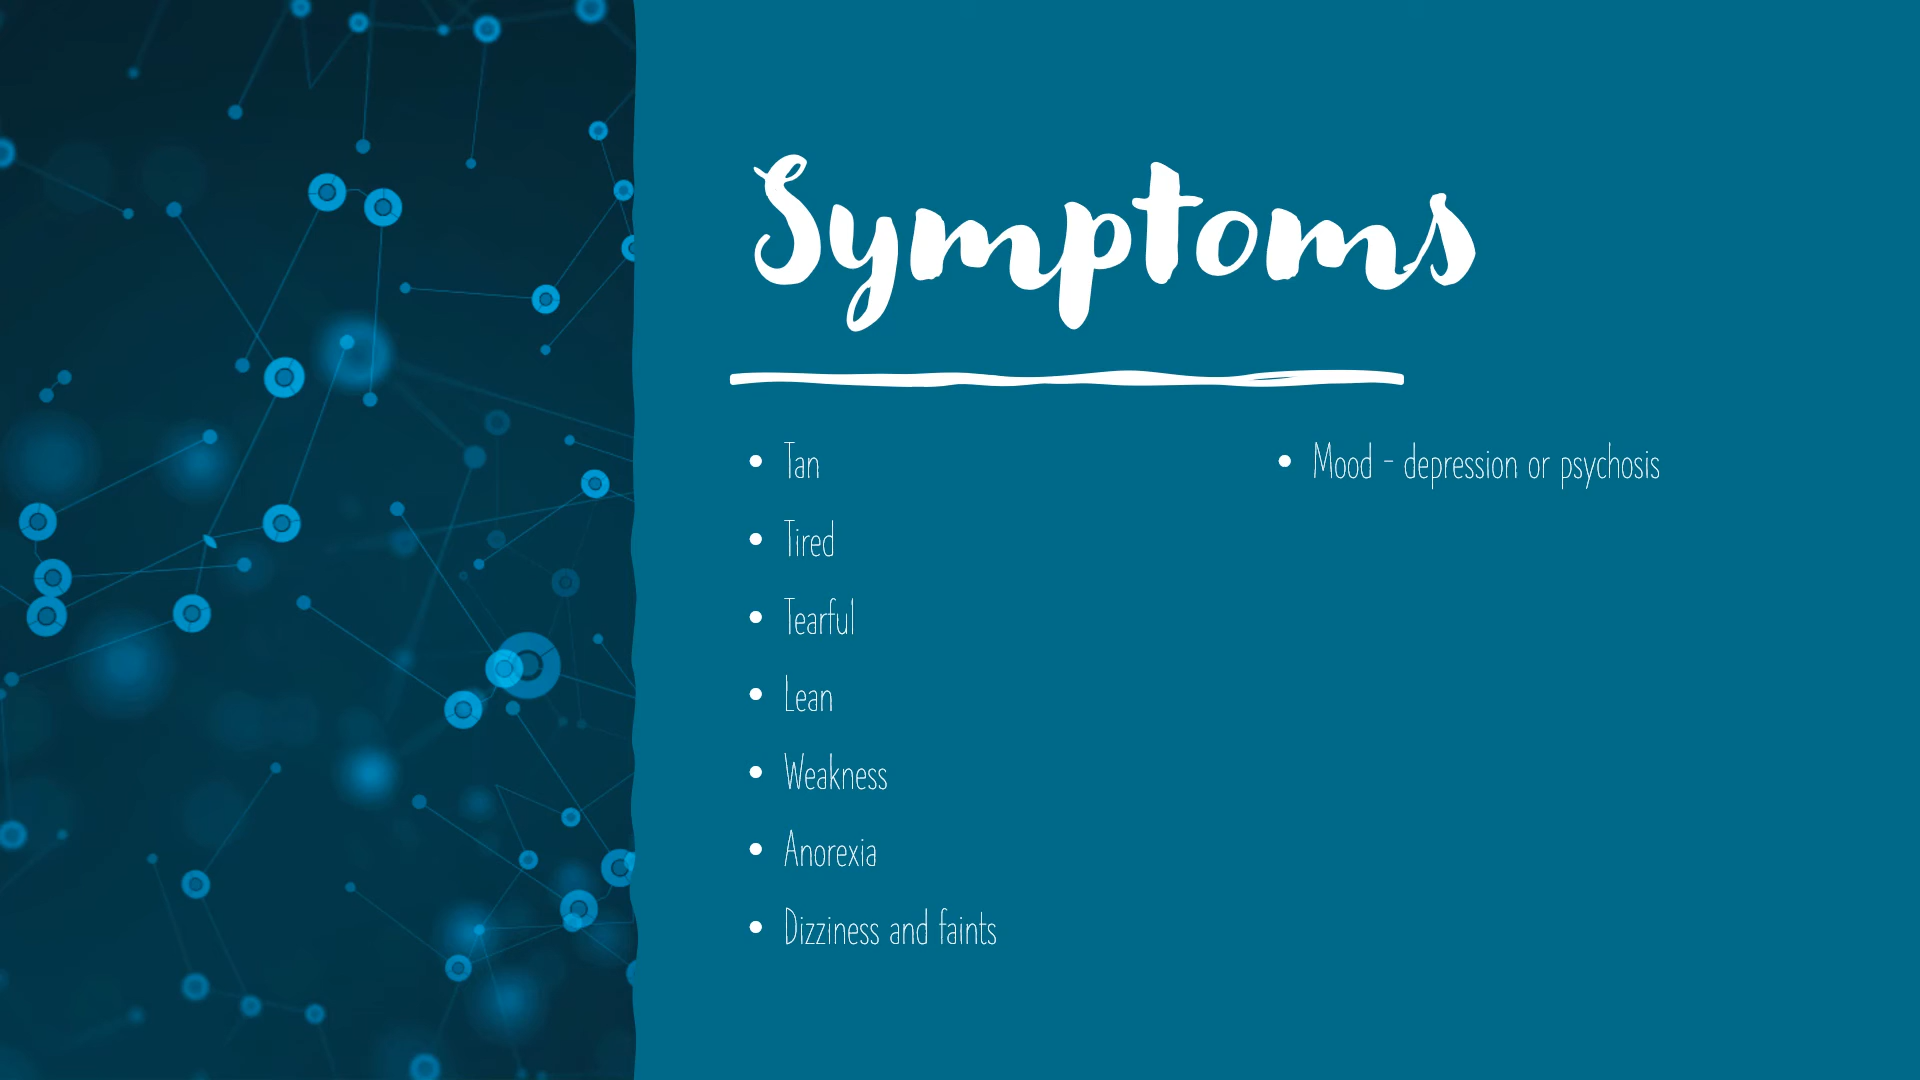 Symptoms
• Tan
• Tired
• Tearful
• Lean
• Weakness
• Anorexia
• Dizziness and faints
• Mood - depression or psychosis